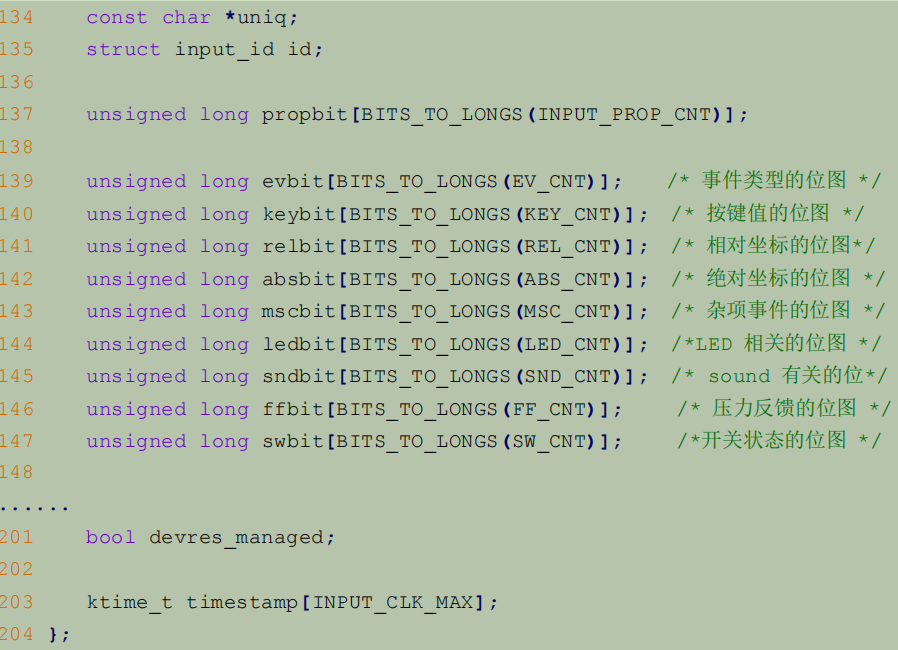 134    const char *uniq;
135    struct input_id id;
136
137    unsigned long propbit[BITS_TO_LONGS(INPUT_PROP_CNT)];
138
139    unsigned long evbit[BITS_TO_LONGS(EV_CNT)];    /* 事件类型的位图 */
140    unsigned long keybit[BITS_TO_LONGS(KEY_CNT)];  /* 按键值的位图 */
141    unsigned long relbit[BITS_TO_LONGS(REL_CNT)];  /* 相对坐标的位图*/
142    unsigned long absbit[BITS_TO_LONGS(ABS_CNT)];  /* 绝对坐标的位图 */
143    unsigned long mscbit[BITS_TO_LONGS(MSC_CNT)];  /* 杂项事件的位图 */
144    unsigned long ledbit[BITS_TO_LONGS(LED_CNT)];  /*LED 相关的位图 */
145    unsigned long sndbit[BITS_TO_LONGS(SND_CNT)];  /* sound 有关的位*/
146    unsigned long ffbit[BITS_TO_LONGS(FF_CNT)];    /* 压力反馈的位图 */
147    unsigned long swbit[BITS_TO_LONGS(SW_CNT)];    /*开关状态的位图 */
148
......
201    bool devres_managed;
202
203    ktime_t timestamp[INPUT_CLK_MAX];
204 };